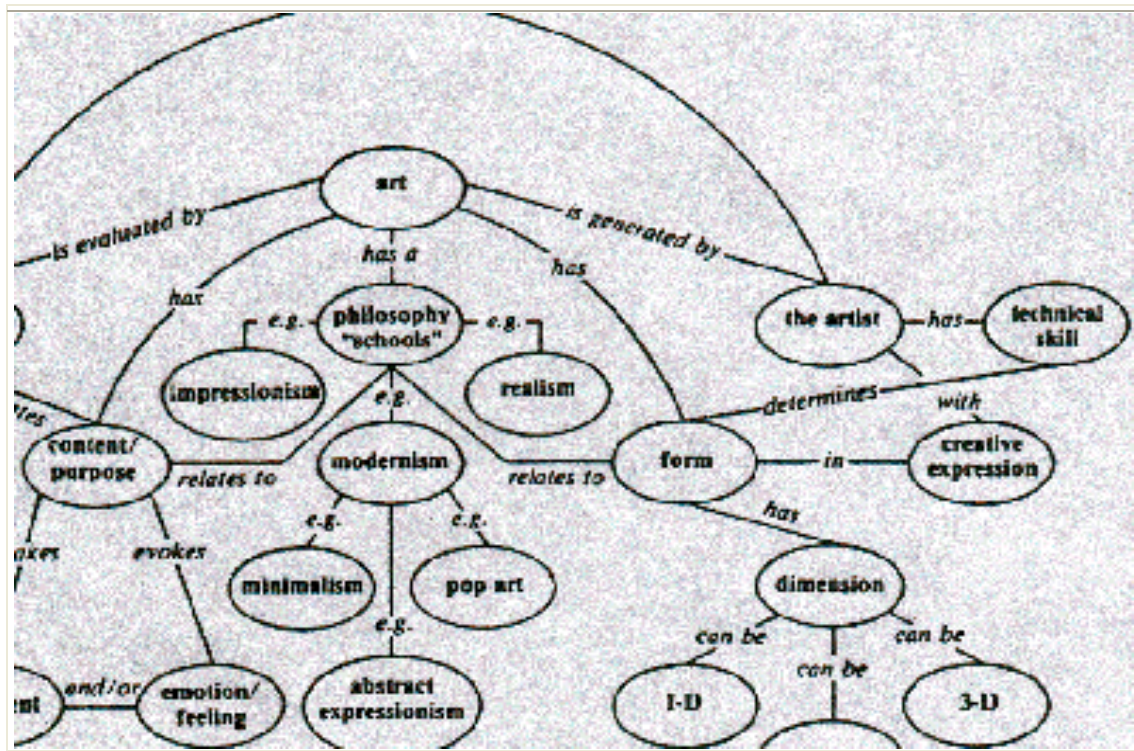 art
is evaluated by
is generated by
has a
has
has
philosophy
"schools"
e.g.
e.g.
the artist
has
technical
skill
impressionism
realism
e.g.
determines
with
content/
purpose
relates to
modernism
relates to
form
in
creative
expression
e.g.
e.g.
has
evokes
minimalism
pop art
dimension
e.g.
can be
can be
can be
and/or
emotion/
feeling
abstract
expressionism
1-D
3-D